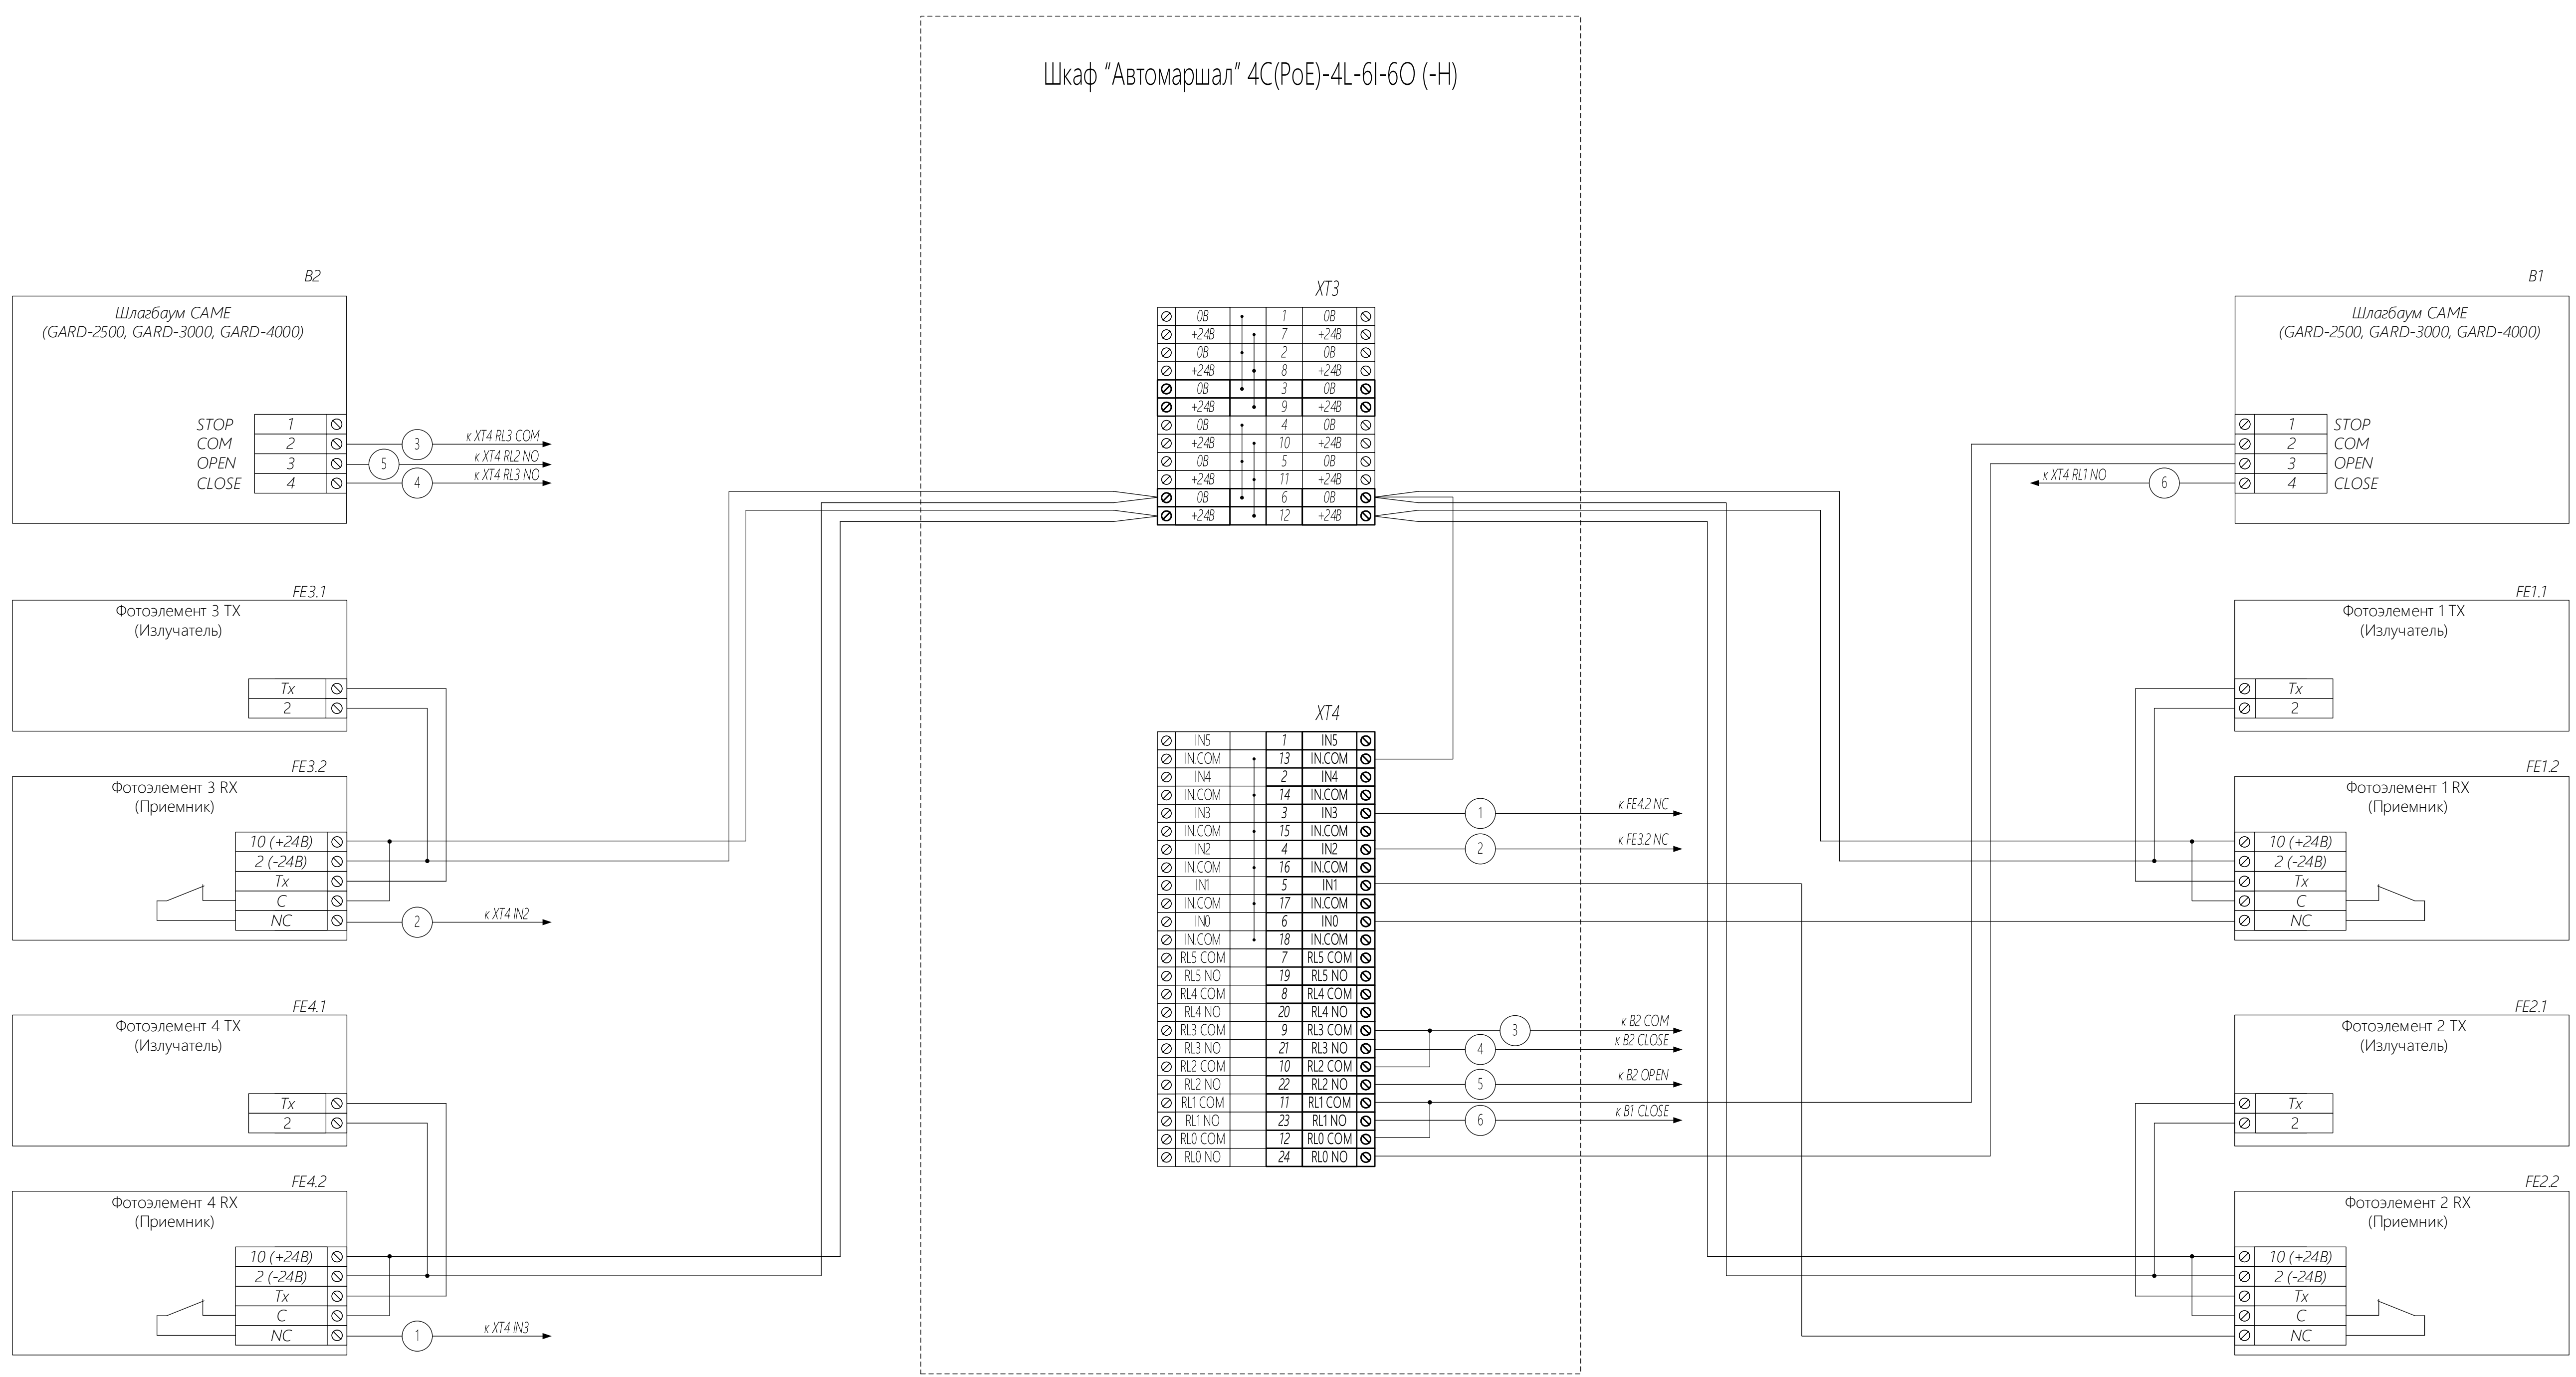 Шкаф "Автомаршал" 4C(PoE)-4L-6I-6O (-H)
B2
Шлагбаум CAME
(GARD-2500, GARD-3000, GARD-4000)
STOP 1
COM 2 3 к XT4 RL3 COM
OPEN 3 5 к XT4 RL2 NO
CLOSE 4 4 к XT4 RL3 NO
FE3.1
Фотоэлемент 3 TX
(Излучатель)
Tx
2
FE3.2
Фотоэлемент 3 RX
(Приемник)
10 (+24В)
2 (-24В)
Tx
C
NC 2 к XT4 IN2
FE4.1
Фотоэлемент 4 TX
(Излучатель)
Tx
2
FE4.2
Фотоэлемент 4 RX
(Приемник)
10 (+24В)
2 (-24В)
Tx
C
NC 1 к XT4 IN3
XT3
0В 1 0В
+24В 7 +24В
0В 2 0В
+24В 8 +24В
0В 3 0В
+24В 9 +24В
0В 4 0В
+24В 10 +24В
0В 5 0В
+24В 11 +24В
0В 6 0В
+24В 12 +24В
XT4
IN5 1 IN5
IN.COM 13 IN.COM
IN4 2 IN4
IN.COM 14 IN.COM
IN3 3 IN3 1 к FE4.2 NC
IN.COM 15 IN.COM
IN2 4 IN2 2 к FE3.2 NC
IN.COM 16 IN.COM
IN1 5 IN1
IN.COM 17 IN.COM
IN0 6 IN0
IN.COM 18 IN.COM
RL5 COM 7 RL5 COM
RL5 NO 19 RL5 NO
RL4 COM 8 RL4 COM
RL4 NO 20 RL4 NO
RL3 COM 9 RL3 COM 3 к B2 COM
RL3 NO 21 RL3 NO 4 к B2 CLOSE
RL2 COM 10 RL2 COM
RL2 NO 22 RL2 NO 5 к B2 OPEN
RL1 COM 11 RL1 COM
RL1 NO 23 RL1 NO 6 к B1 CLOSE
RL0 COM 12 RL0 COM
RL0 NO 24 RL0 NO
B1
Шлагбаум CAME
(GARD-2500, GARD-3000, GARD-4000)
1 STOP
2 COM
3 OPEN
к XT4 RL1 NO 6 4 CLOSE
FE1.1
Фотоэлемент 1 TX
(Излучатель)
Tx
2
FE1.2
Фотоэлемент 1 RX
(Приемник)
10 (+24В)
2 (-24В)
Tx
C
NC
FE2.1
Фотоэлемент 2 TX
(Излучатель)
Tx
2
FE2.2
Фотоэлемент 2 RX
(Приемник)
10 (+24В)
2 (-24В)
Tx
C
NC